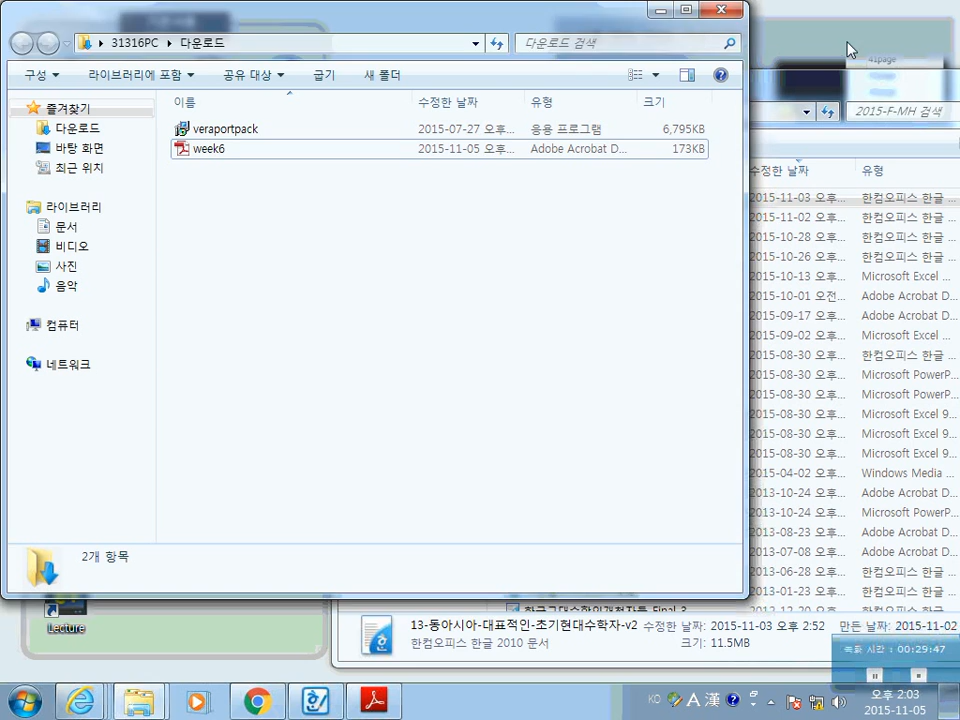 31316PC ▸ 다운로드
다운로드 검색
구성
라이브러리에 포함
공유 대상
굽기
새 폴더
즐겨찾기
다운로드
바탕 화면
최근 위치
라이브러리
문서
비디오
사진
음악
컴퓨터
네트워크
이름 수정한 날짜 유형 크기
veraportpack 2015-07-27 오후... 응용 프로그램 6,795KB
week6 2015-11-05 오후... Adobe Acrobat D... 173KB
2개 항목
41page
2015-F-MH 검색
수정한 날짜 유형
2015-11-03 오후... 한컴오피스 한글 ...
2015-11-02 오후... 한컴오피스 한글 ...
2015-10-28 오후... 한컴오피스 한글 ...
2015-10-26 오후... 한컴오피스 한글 ...
2015-10-13 오후... Microsoft Excel ...
2015-10-01 오전... Adobe Acrobat D...
2015-09-17 오후... Adobe Acrobat D...
2015-09-02 오후... Microsoft Excel ...
2015-08-30 오후... 한컴오피스 한글 ...
2015-08-30 오후... Microsoft PowerP...
2015-08-30 오후... Microsoft PowerP...
2015-08-30 오후... Microsoft Excel 9...
2015-08-30 오후... Microsoft Excel 9...
2015-08-30 오후... Microsoft Excel 9...
2015-04-02 오후... Windows Media ...
2013-10-24 오후... Adobe Acrobat D...
2013-10-24 오후... Microsoft PowerP...
2013-08-23 오후... Adobe Acrobat D...
2013-07-08 오후... Adobe Acrobat D...
2013-06-28 오후... 한컴오피스 한글 ...
2013-01-23 오후... 한컴오피스 한글 ...
13-동아시아-대표적인-초기현대수학자-v2 수정한 날짜: 2015-11-03 오후 2:52 만든 날짜: 2015-11-02
한컴오피스 한글 2010 문서 크기: 11.5MB
Lecture
녹화 시간 : 00:29:47
KO A 漢
오후 2:03
2015-11-05